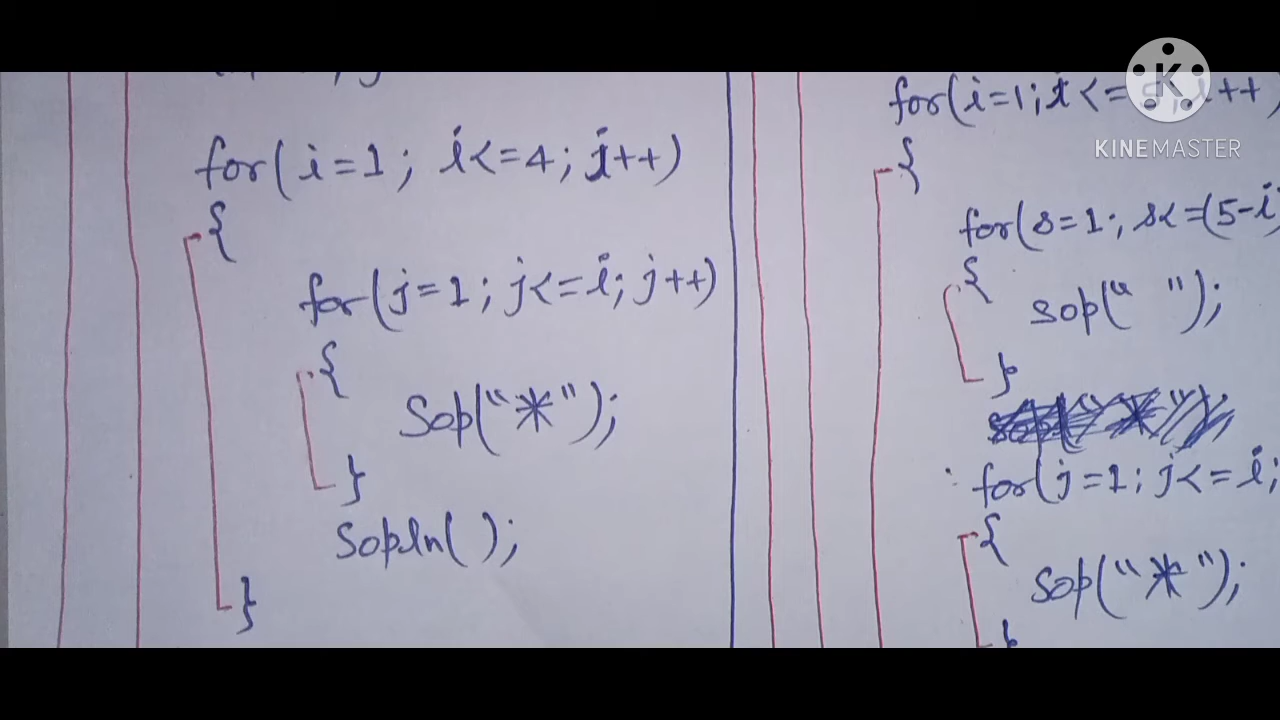 for(i=1; i<=4; i++)
{
for(j=1; j<=i; j++)
{
Sop("*");
}
Sopln( );
}
for(i=1; i<= i++)
{
for(s=1; s<=(5-i)
{
sop(" ");
}
for(j=1; j<=i;
{
sop("*");
}
K
KINEMASTER